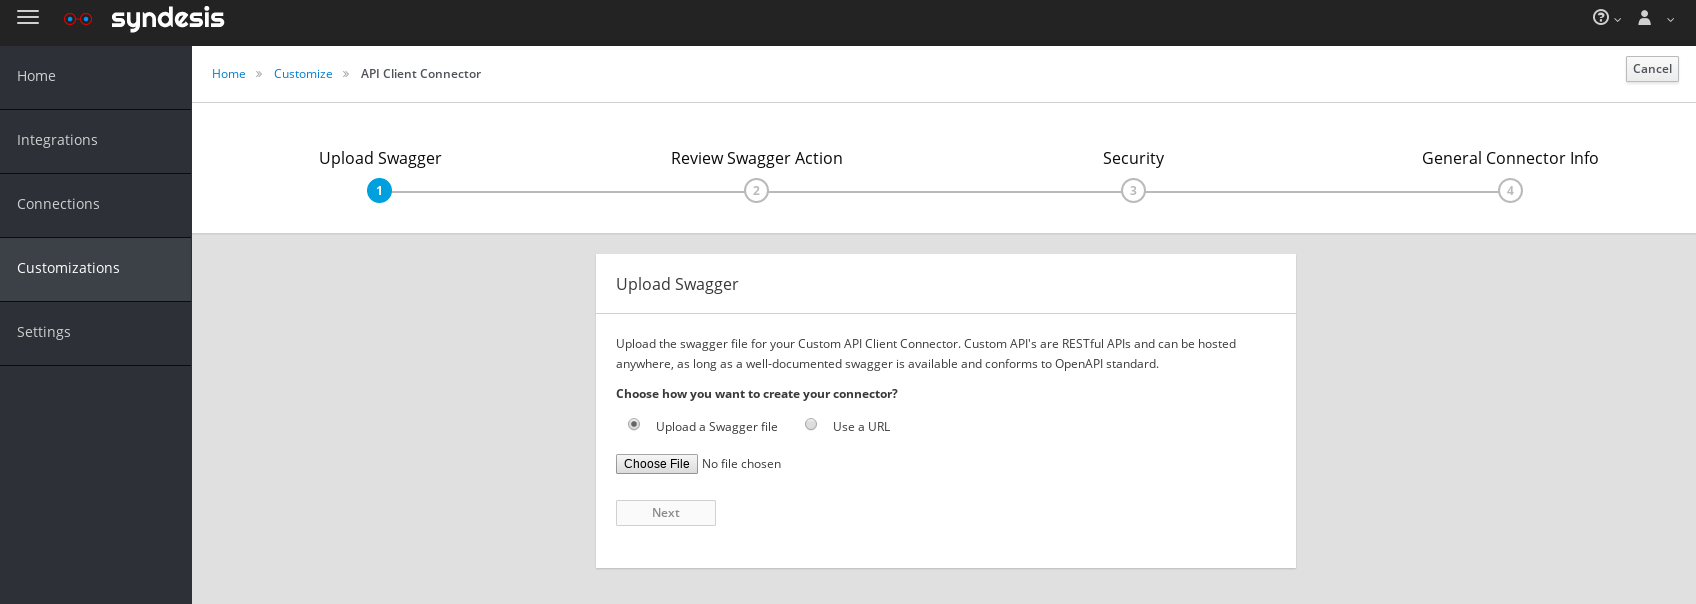 syndesis
Home
Integrations
Connections
Customizations
Settings
Home » Customize » API Client Connector
Cancel
Upload Swagger
Review Swagger Action
Security
General Connector Info
1
2
3
4
Upload Swagger
Upload the swagger file for your Custom API Client Connector. Custom API's are RESTful APIs and can be hosted
anywhere, as long as a well-documented swagger is available and conforms to OpenAPI standard.
Choose how you want to create your connector?
Upload a Swagger file
Use a URL
Choose File No file chosen
Next